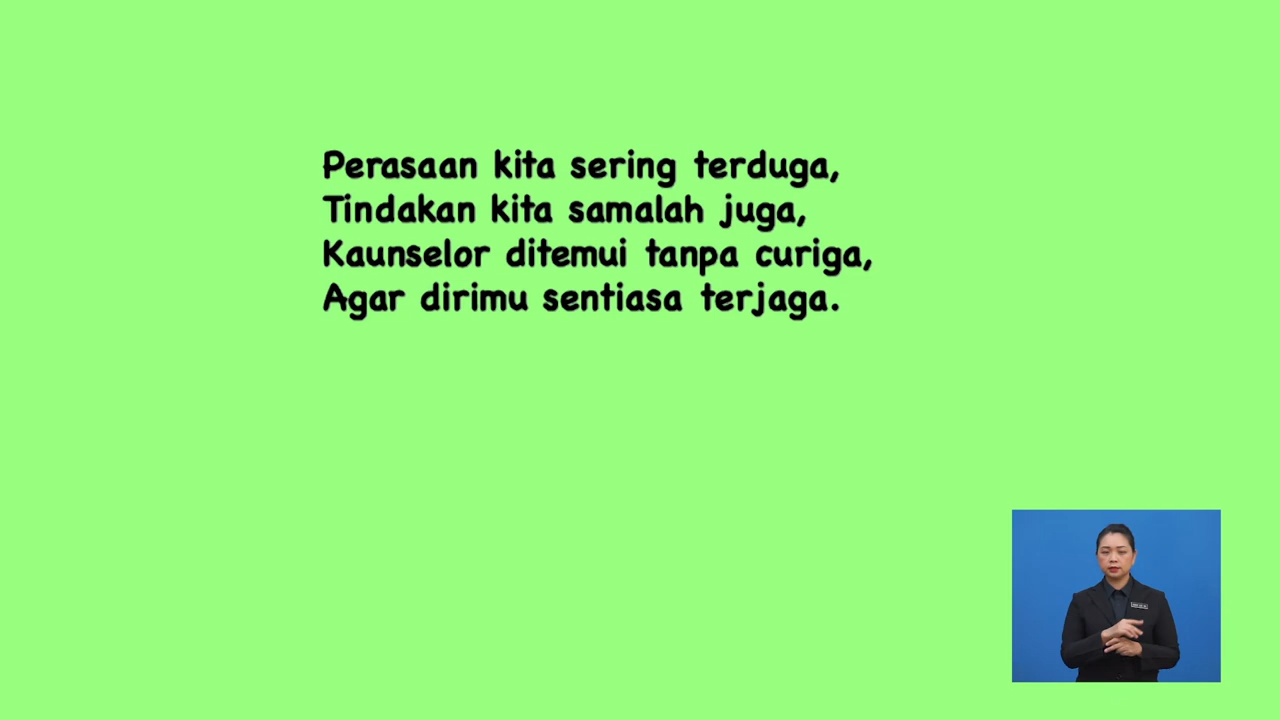 Perasaan kita sering terduga,
Tindakan kita samalah juga,
Kaunselor ditemui tanpa curiga,
Agar dirimu sentiasa terjaga.